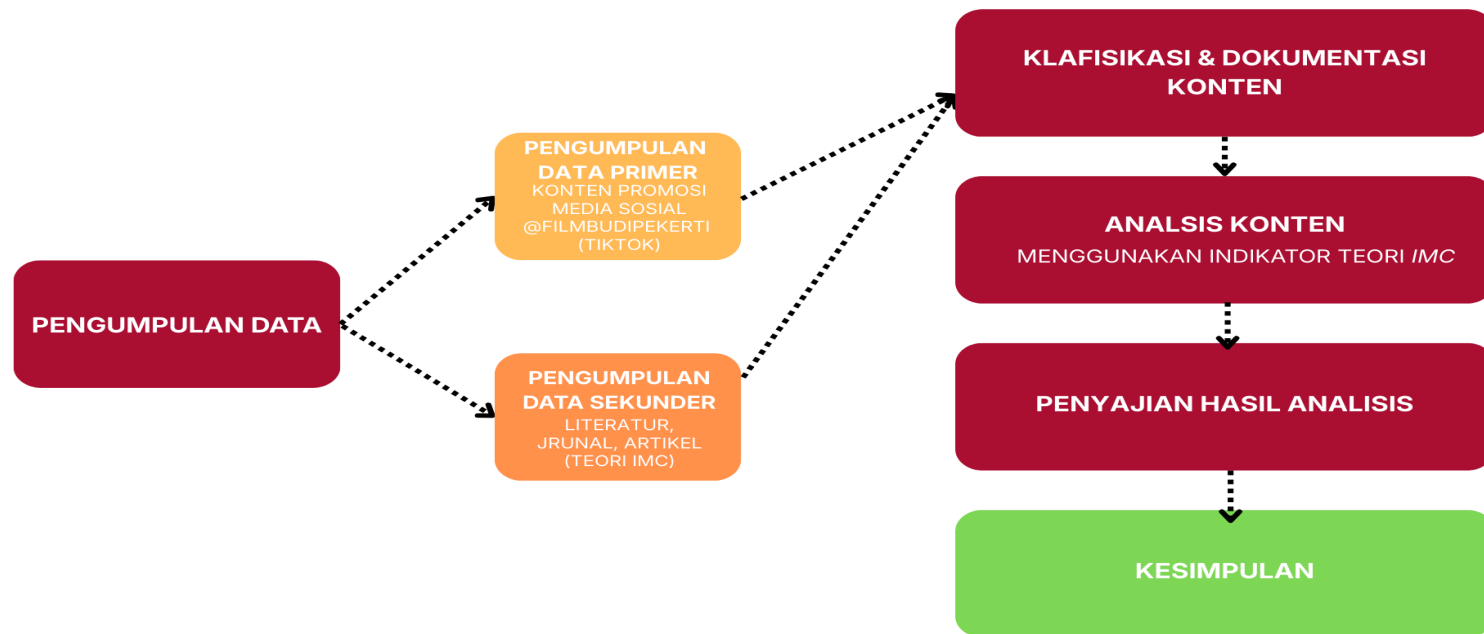 PENGUMPULAN DATA
PENGUMPULAN
DATA PRIMER
KONTEN PROMOSI
MEDIA SOSIAL
@FILMBUDIPEKERTI
(TIKTOK)
PENGUMPULAN
DATA SEKUNDER
LITERATUR,
JRUNAL, ARTIKEL
(TEORI IMC)
KLAFISIKASI & DOKUMENTASI
KONTEN
ANALSIS KONTEN
MENGGUNAKAN INDIKATOR TEORI IMC
PENYAJIAN HASIL ANALISIS
KESIMPULAN